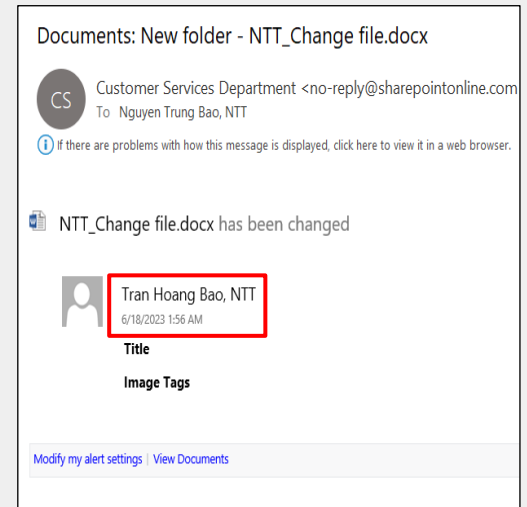 Documents: New folder - NTT_Change file.docx
CS
Customer Services Department <no-reply@sharepointonline.com
To Nguyen Trung Bao, NTT
If there are problems with how this message is displayed, click here to view it in a web browser.
NTT_Change file.docx has been changed
Tran Hoang Bao, NTT
6/18/2023 1:56 AM
Title
Image Tags
Modify my alert settings | View Documents